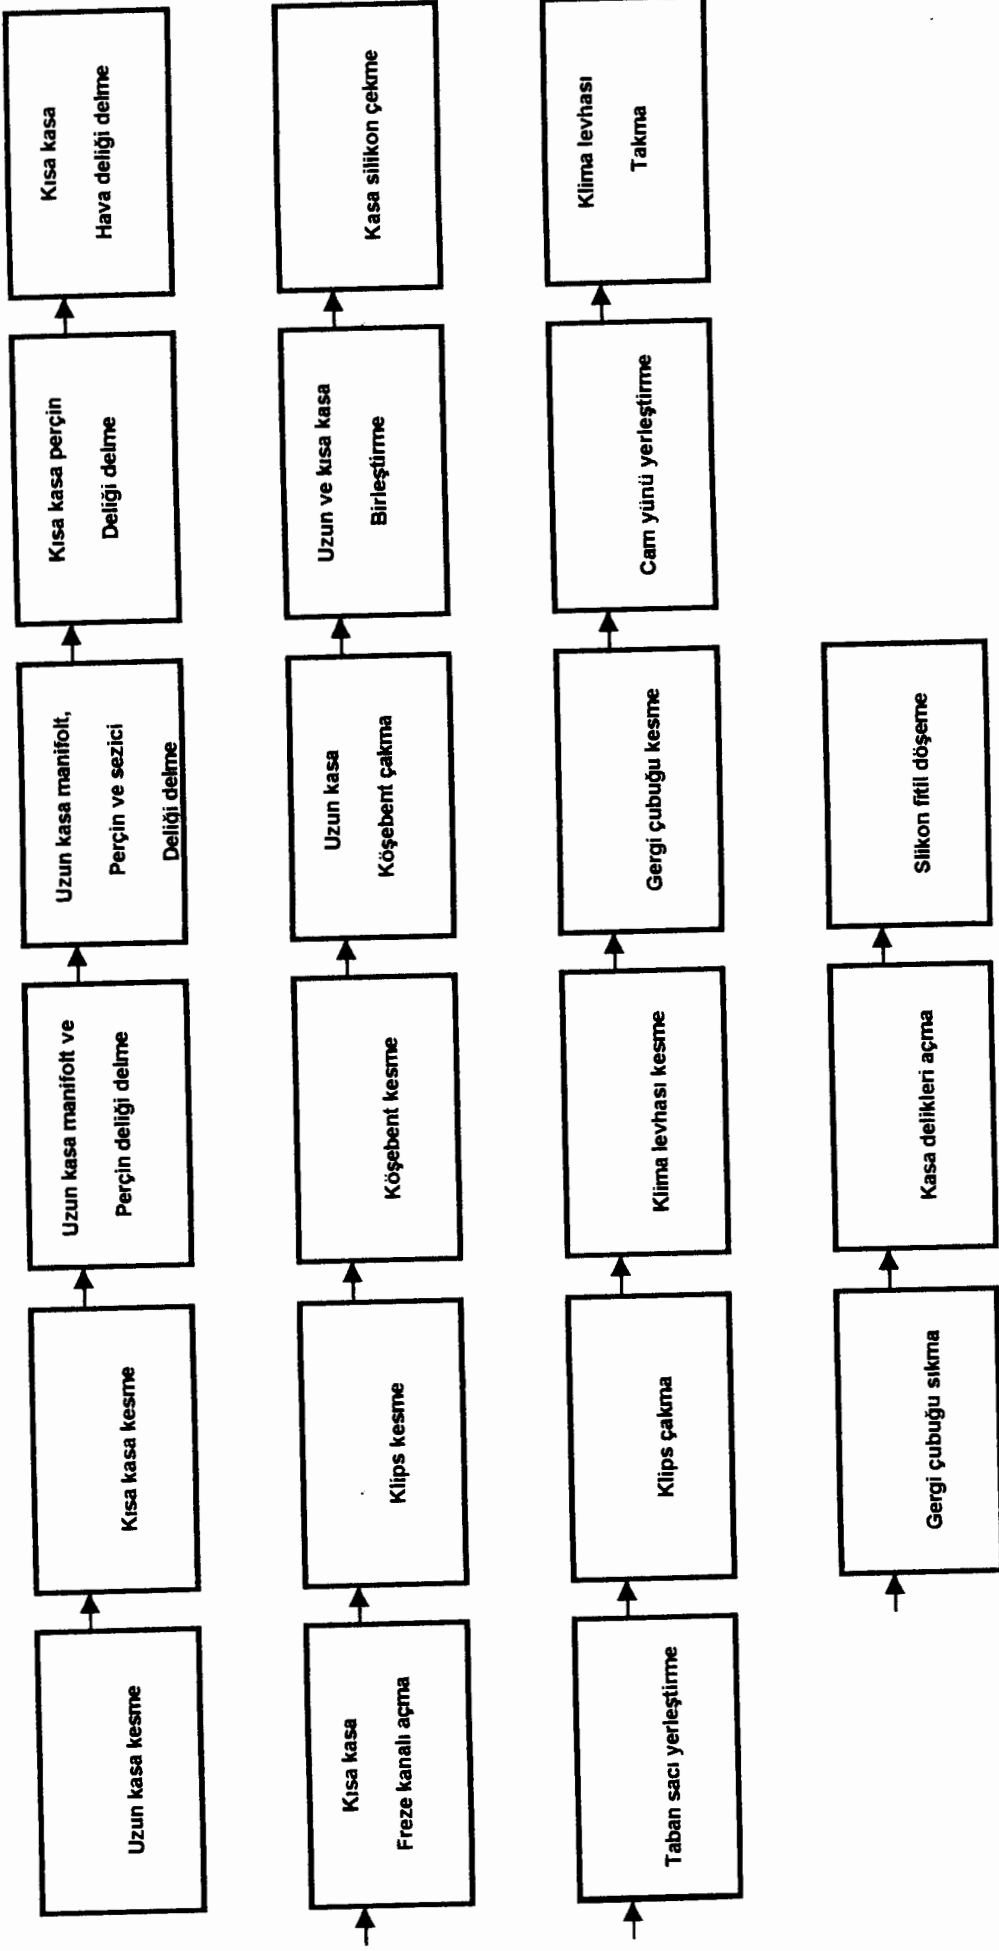 Uzun kasa kesme
Kısa kasa kesme
Uzun kasa manifolt ve
Perçin deliği delme
Uzun kasa manifolt,
Perçin ve sezici
Deliği delme
Kısa kasa perçin
Deliği delme
Kısa kasa
Hava deliği delme
Kısa kasa
Freze kanalı açma
Klips kesme
Köşebent kesme
Uzun kasa
Köşebent çakma
Uzun ve kısa kasa
Birleştirme
Kasa silikon çekme
Taban sacı yerleştirme
Klips çakma
Klima levhası kesme
Gergi çubuğu kesme
Cam yünü yerleştirme
Klima levhası
Takma
Gergi çubuğu sıkma
Kasa delikleri açma
Slikon fitil döşeme